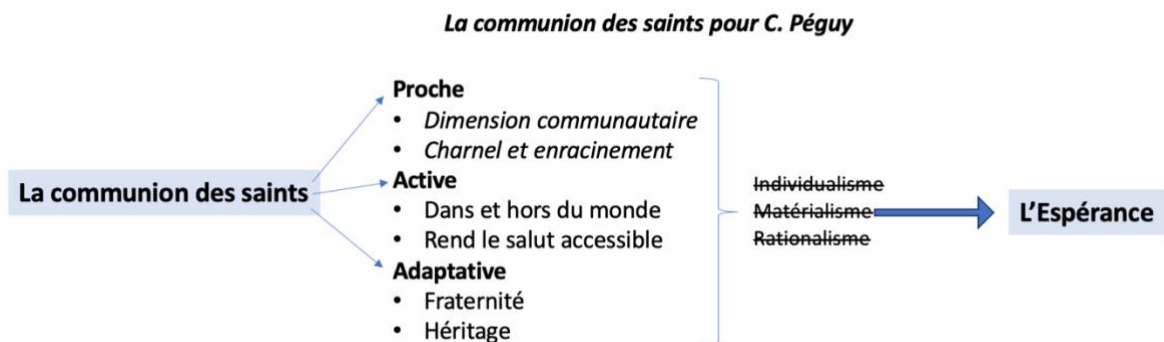 La communion des saints pour C. Péguy
La communion des saints
Proche
• Dimension communautaire
• Charnel et enracinement
Active
• Dans et hors du monde
• Rend le salut accessible
Adaptative
• Fraternité
• Héritage
Individualisme
Matérialisme
Rationalisme
L'Espérance